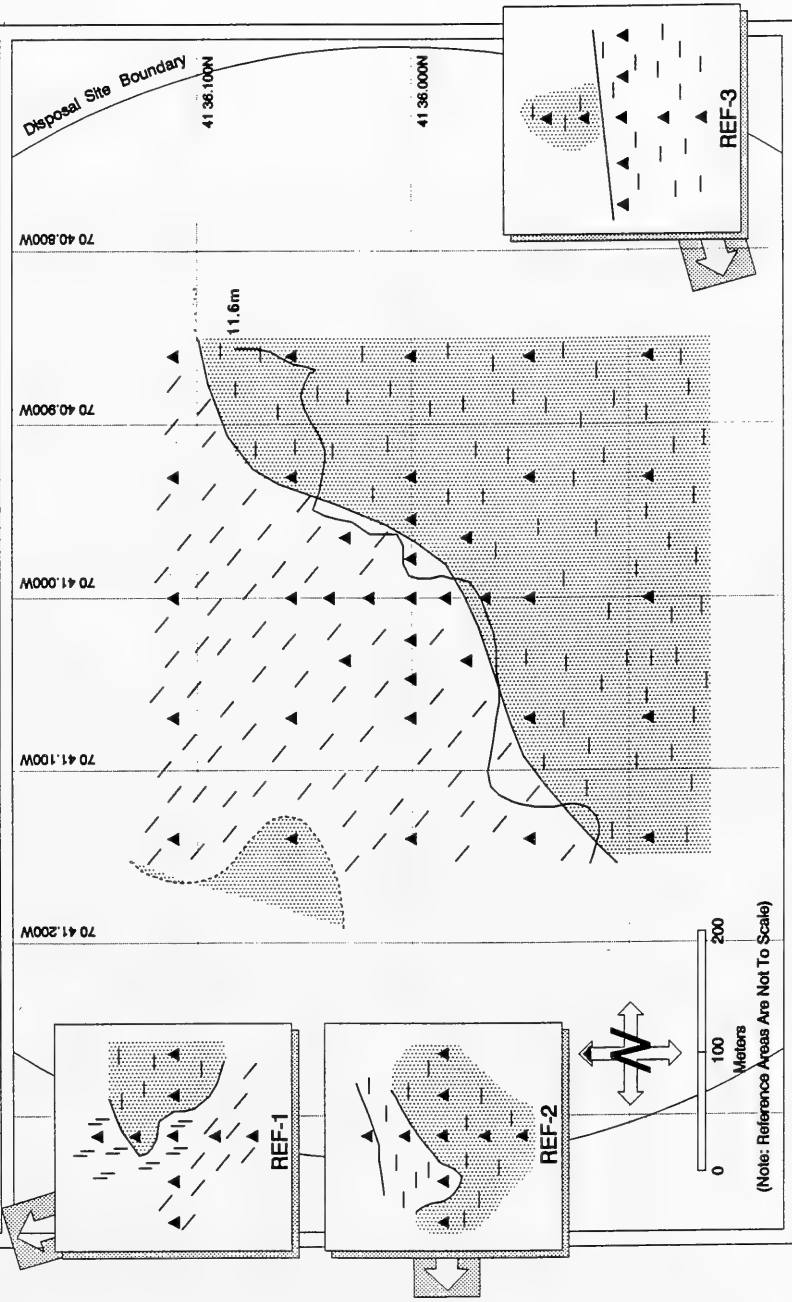 Disposal Site Boundary
41 36.100N
41 36.000N
70 40.800W
70 40.900W
70 41.000W
70 41.100W
70 41.200W
11.6m
REF-1
REF-2
REF-3
N
0 100 200
Meters
(Note: Reference Areas Are Not To Scale)